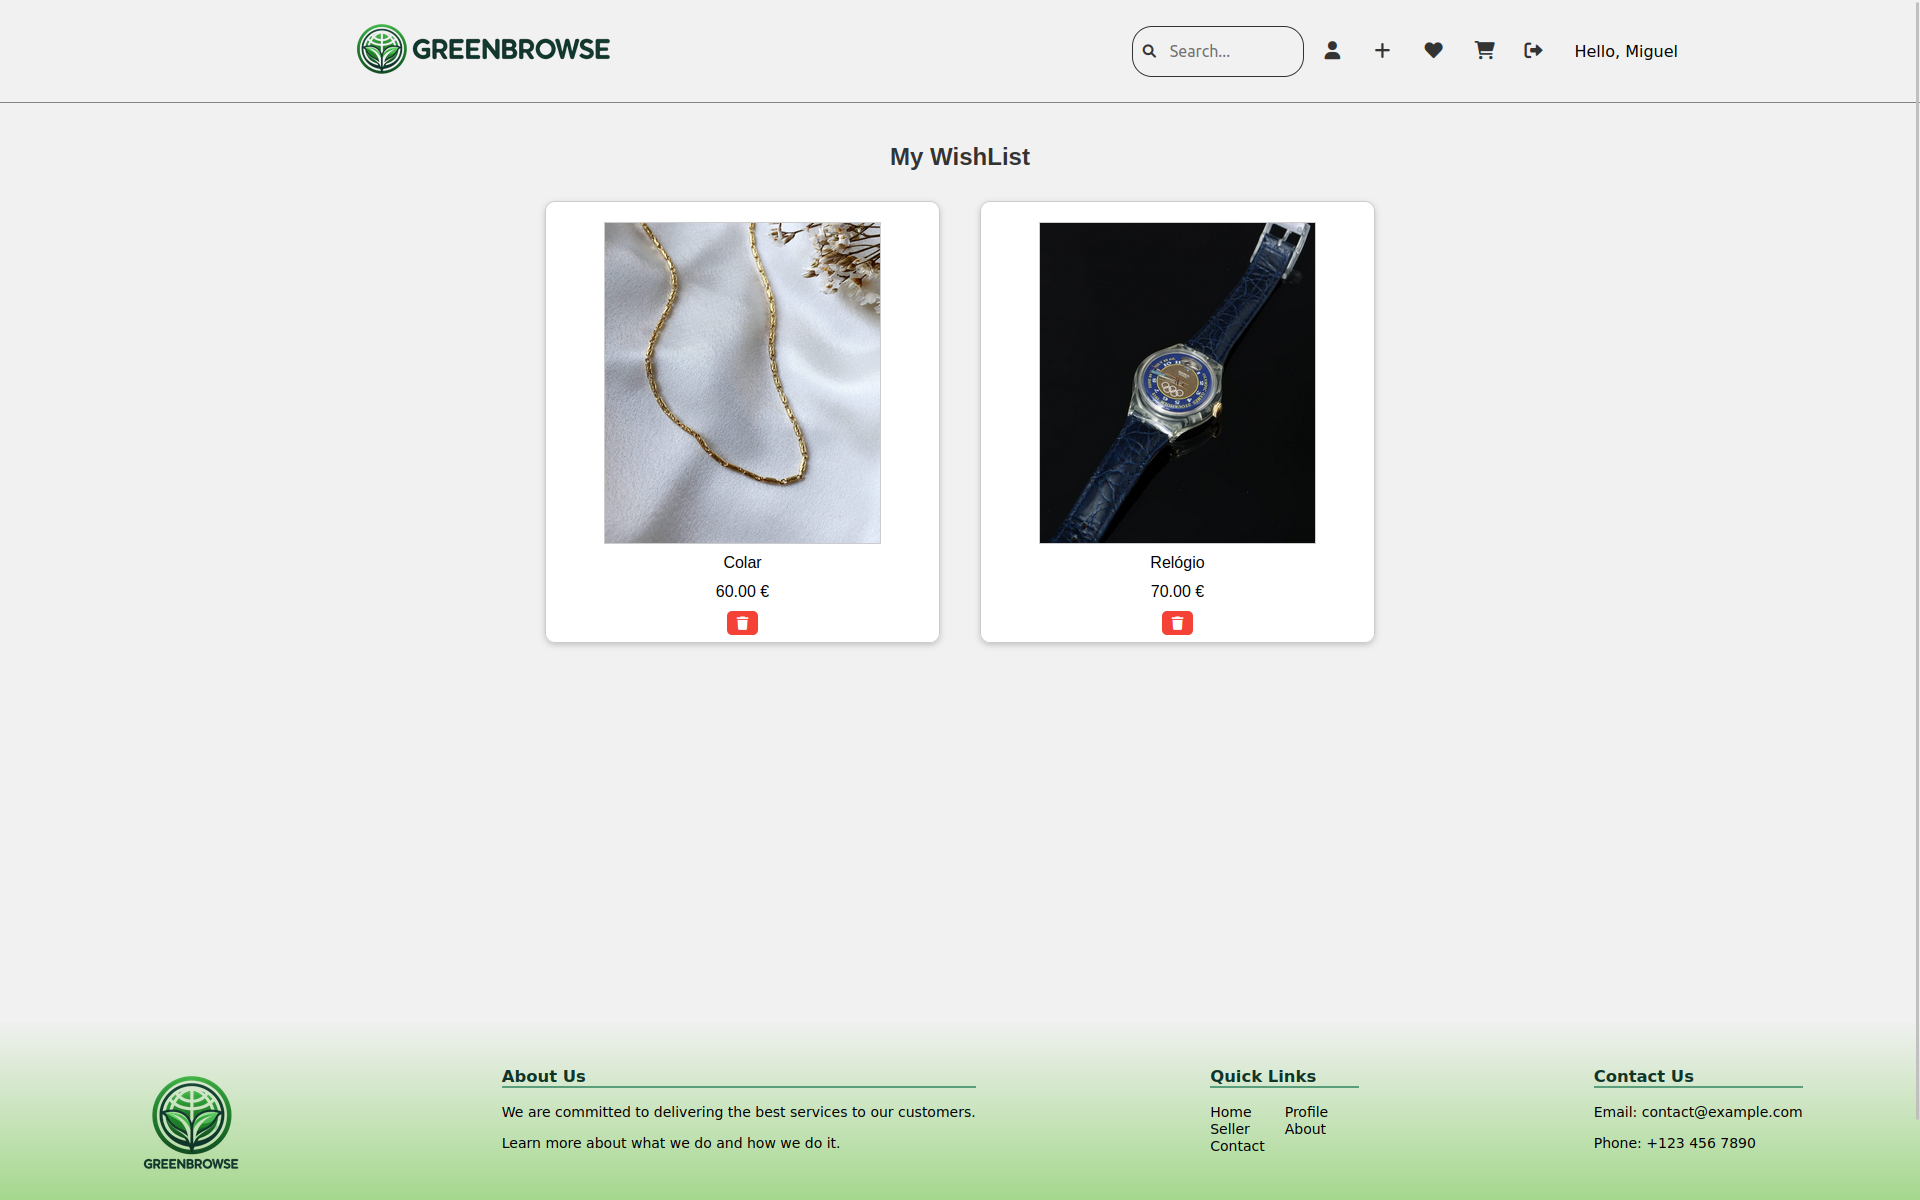 GREENBROWSE
Search...
Hello, Miguel
My WishList
Colar
60.00 €
Relógio
70.00 €
GREENBROWSE
About Us
We are committed to delivering the best services to our customers.
Learn more about what we do and how we do it.
Quick Links
Home
Seller
Contact
Profile
About
Contact Us
Email: contact@example.com
Phone: +123 456 7890